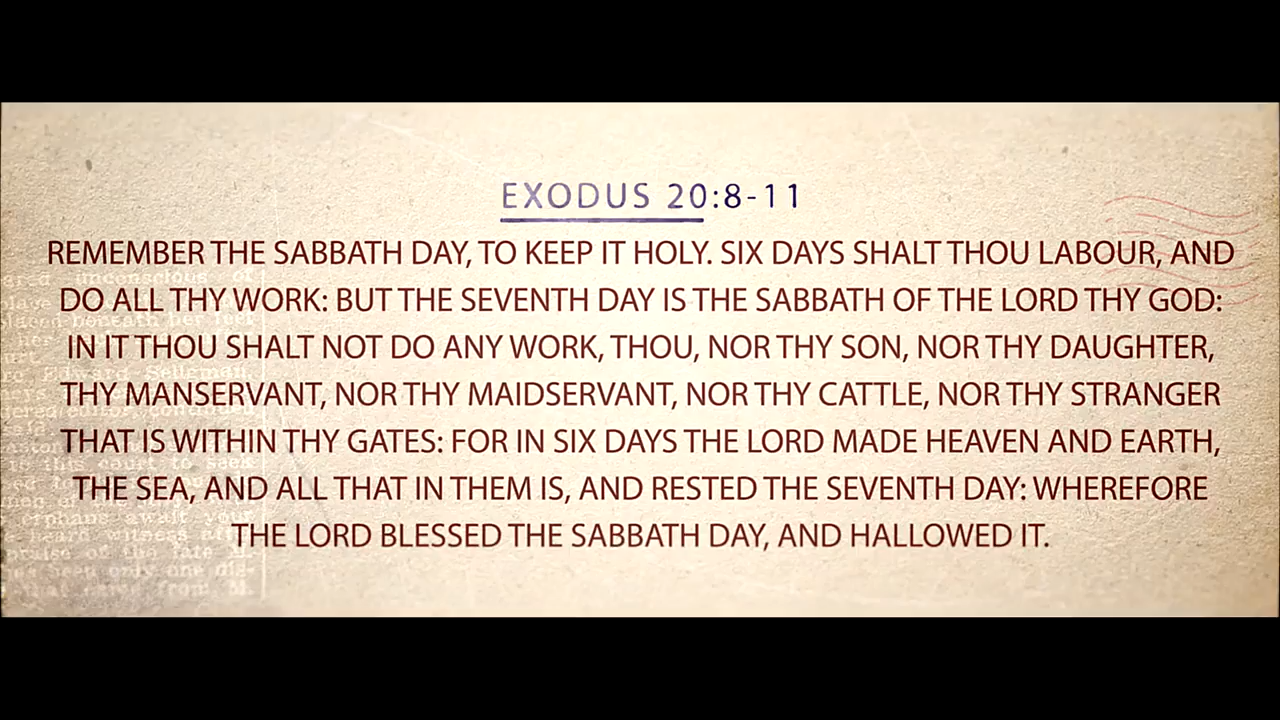 EXODUS 20:8-11
REMEMBER THE SABBATH DAY, TO KEEP IT HOLY. SIX DAYS SHALT THOU LABOUR, AND
DO ALL THY WORK: BUT THE SEVENTH DAY IS THE SABBATH OF THE LORD THY GOD:
IN IT THOU SHALT NOT DO ANY WORK, THOU, NOR THY SON, NOR THY DAUGHTER,
THY MANSERVANT, NOR THY MAIDSERVANT, NOR THY CATTLE, NOR THY STRANGER
THAT IS WITHIN THY GATES: FOR IN SIX DAYS THE LORD MADE HEAVEN AND EARTH,
THE SEA, AND ALL THAT IN THEM IS, AND RESTED THE SEVENTH DAY: WHEREFORE
THE LORD BLESSED THE SABBATH DAY, AND HALLOWED IT.